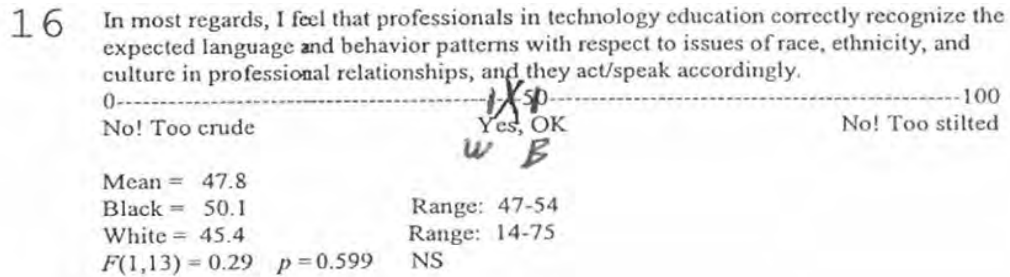 16 In most regards, I feel that professionals in technology education correctly recognize the
expected language and behavior patterns with respect to issues of race, ethnicity, and
culture in professional relationships, and they act/speak accordingly.
0-------------------------------------------50-------------------------------------------100
No! Too crude Yes, OK No! Too stilted
W B
Mean = 47.8
Black = 50.1 Range: 47-54
White = 45.4 Range: 14-75
F(1,13) = 0.29 p = 0.599 NS